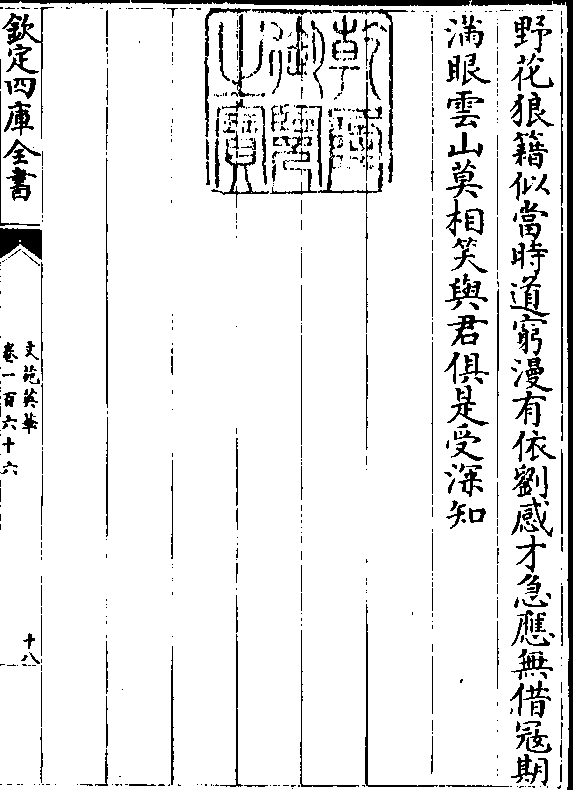 野花狼籍似當時道窮漫有依劉感才急應無借冦期
滿眼雲山莫相笑與君俱是受深知
乾隆
御覽
之寶
欽定四庫全書
文苑英華
卷一百六十六
十八